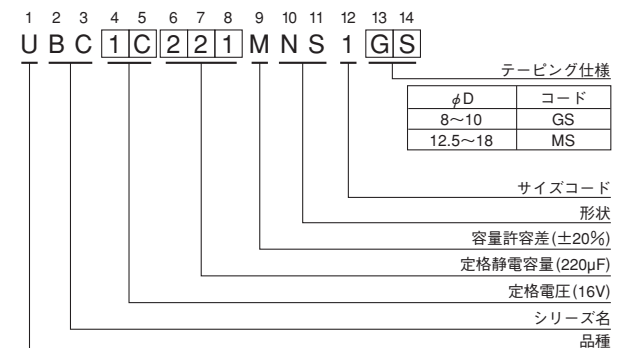 1 2 3 4 5 6 7 8 9 10 11 12 13 14
U B C 1 C 2 2 1 M N S 1 G S
テーピング仕様
φD コード
8〜10 GS
12.5〜18 MS
サイズコード
形状
容量許容差(±20%)
定格静電容量(220µF)
定格電圧(16V)
シリーズ名
品種